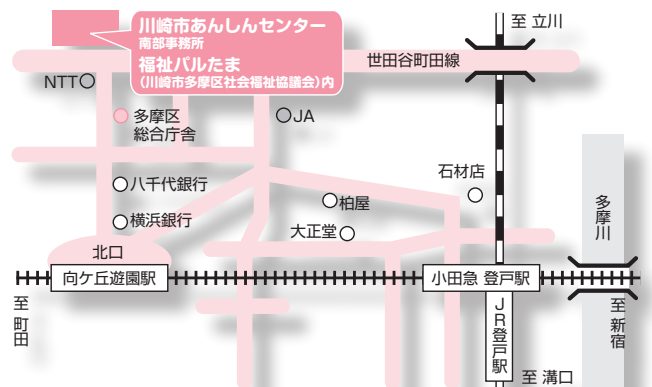 至 立川
川崎市あんしんセンター
南部事務所
福祉パルたま
(川崎市多摩区社会福祉協議会)内
世田谷町田線
NTT
多摩区
総合庁舎
JA
石材店
八千代銀行
柏屋
多摩川
横浜銀行
大正堂
北口
向ケ丘遊園駅
小田急 登戸駅
至 町田
JR登戸駅
至 新宿
至 溝口